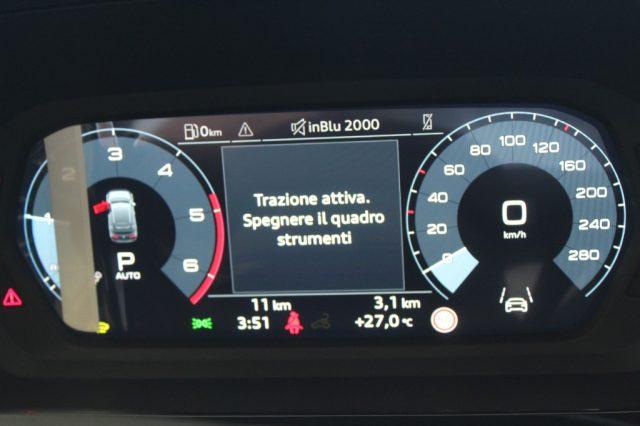 0km
inBlu 2000
Trazione attiva.
Spegnere il quadro
strumenti
1
2
3
4
5
6
P
AUTO
0
20
40
60
80
100
120
160
200
240
280
0
km/h
11 km
3,1 km
3:51
+27,0 °C